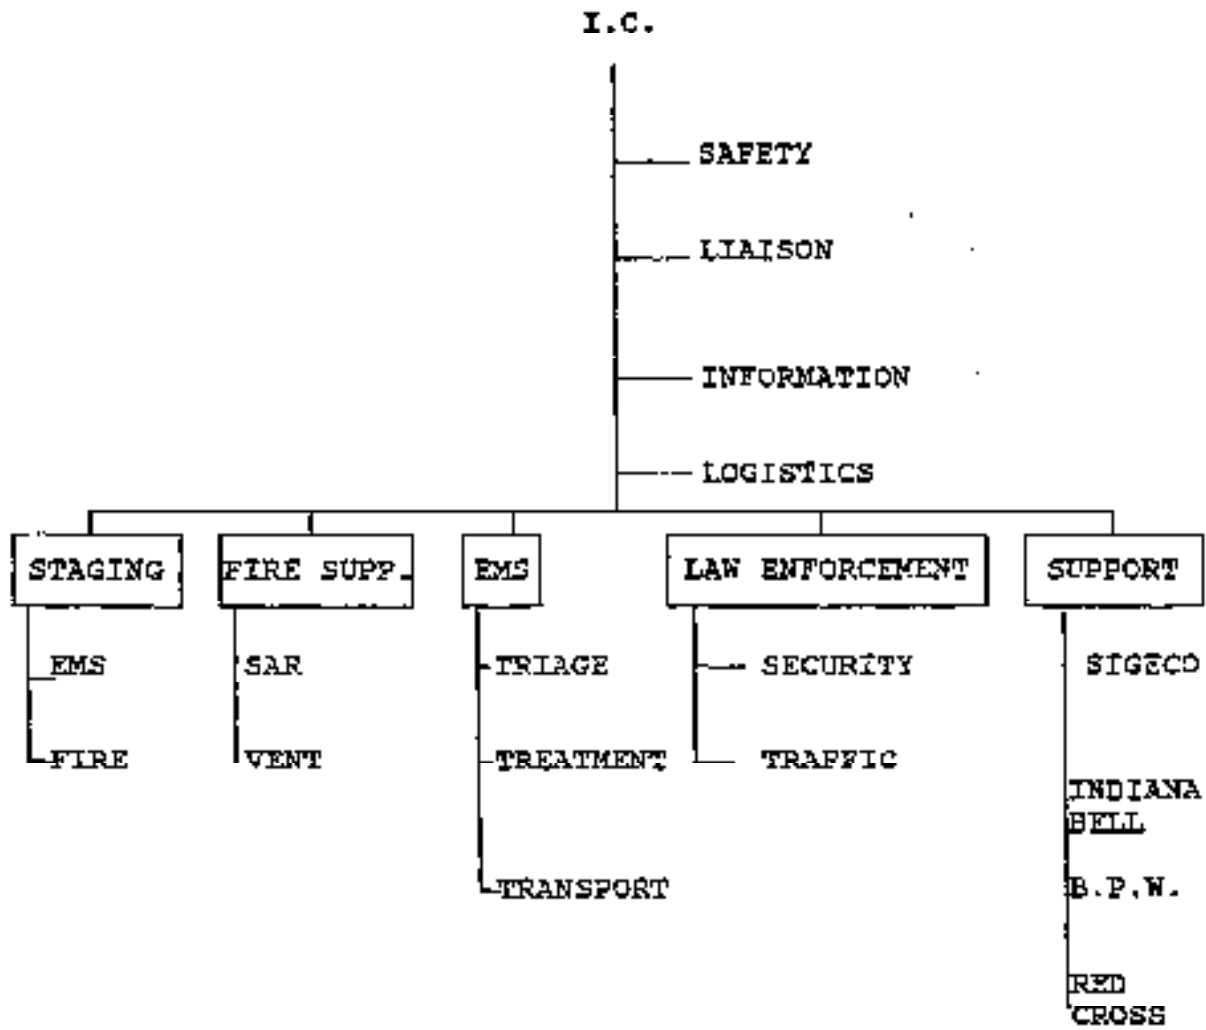 I.C.
SAFETY
LIAISON
INFORMATION
LOGISTICS
STAGING
FIRE SUPP.
EMS
LAW ENFORCEMENT
SUPPORT
EMS
SAR
TRIAGE
SECURITY
SIGECO
FIRE
VENT
TREATMENT
TRAFFIC
INDIANA
BELL
TRANSPORT
B.P.W.
RED
CROSS